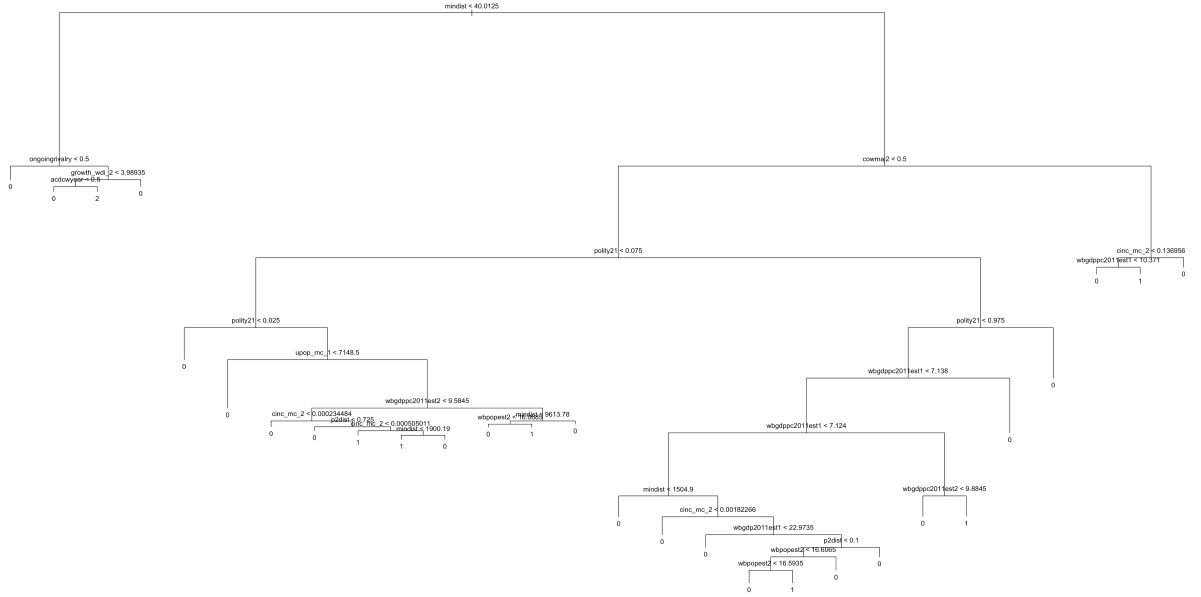 mindist < 40.0125
ongoingrivalry < 0.5
cowmaj2 < 0.5
growth_wdi_2 < 3.98935
0
acdcwyear < 0.5
0
0 2
polity21 < 0.075
cinc_mc_2 < 0.136956
wbgdppc2011est1 < 10.371
0
0 1
polity21 < 0.025
polity21 < 0.975
upop_mc_1 < 7148.5
0
0
wbgdppc2011est1 < 7.138
wbgdppc2011est2 < 9.5845
0
cinc_mc_2 < 0.000234484
mindist < 9613.78
p2dist < 0.725
wbpopest2 < 16.0685
cinc_mc_2 < 0.000505011
wbgdppc2011est1 < 7.124
0
0 1 0
mindist < 1900.19
0
1
1 0
0
mindist < 1504.9
wbgdppc2011est2 < 9.8845
cinc_mc_2 < 0.00182266
0
0 1
wbgdp2011est1 < 22.9735
0
p2dist < 0.1
0
wbpopest2 < 16.6065
0
wbpopest2 < 16.5935
0
0 1